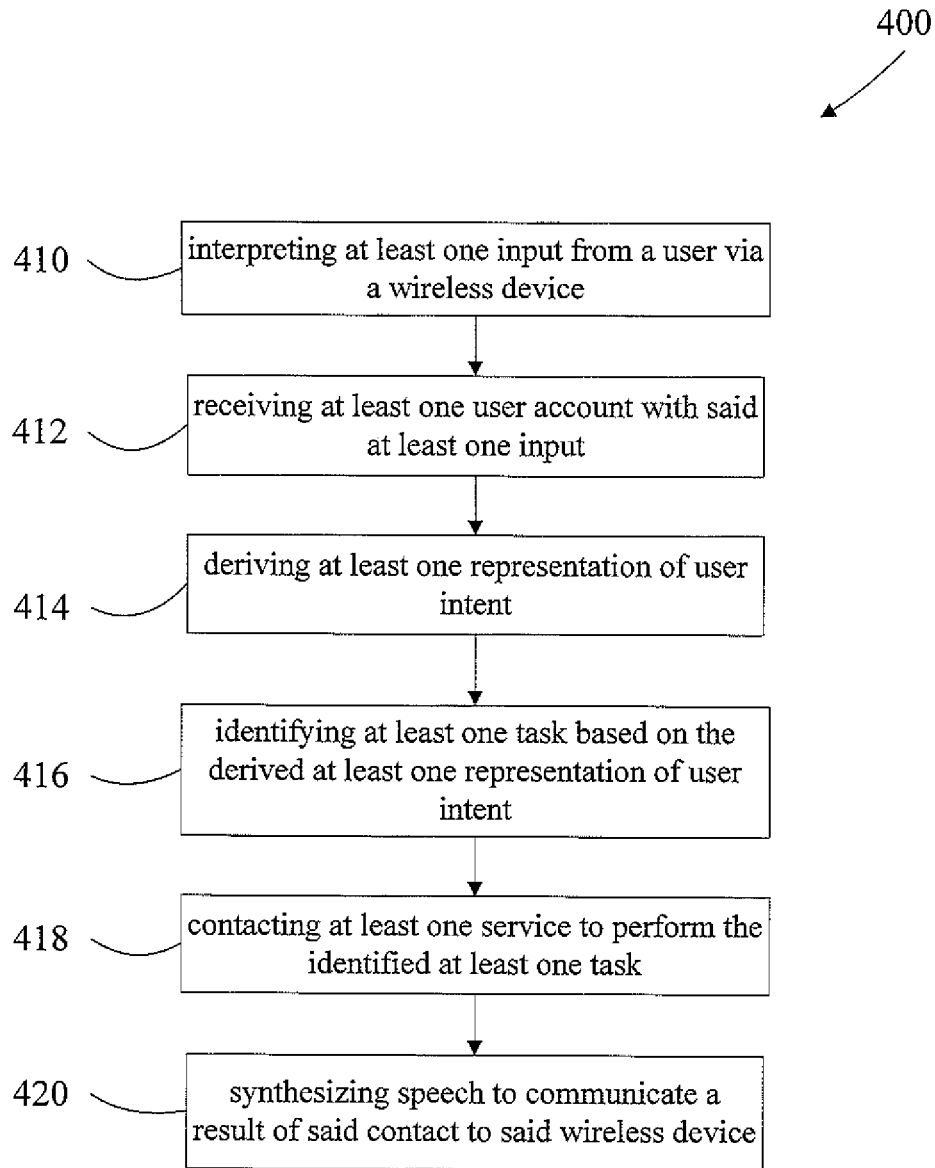 400
410
interpreting at least one input from a user via
a wireless device
412
receiving at least one user account with said
at least one input
414
deriving at least one representation of user
intent
416
identifying at least one task based on the
derived at least one representation of user
intent
418
contacting at least one service to perform the
identified at least one task
420
synthesizing speech to communicate a
result of said contact to said wireless device